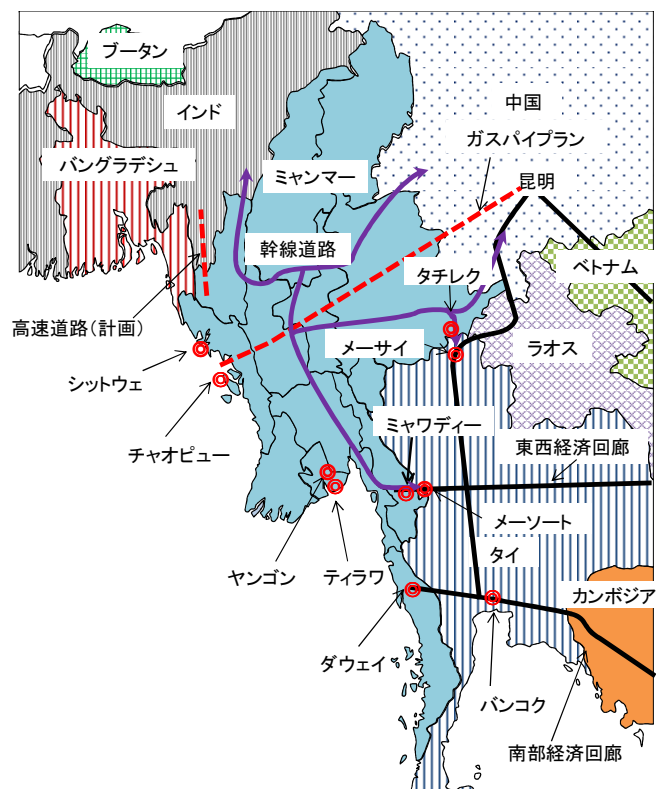 ブータン
中国
インド
ガスパイプラン
バングラデシュ
ミャンマー
昆明
幹線道路
ベトナム
タチレク
高速道路(計画)
メーサイ
ラオス
シットウェ
ミャワディー
東西経済回廊
チャオピュー
メーソート
タイ
ヤンゴン
ティラワ
カンボジア
ダウェイ
バンコク
南部経済回廊